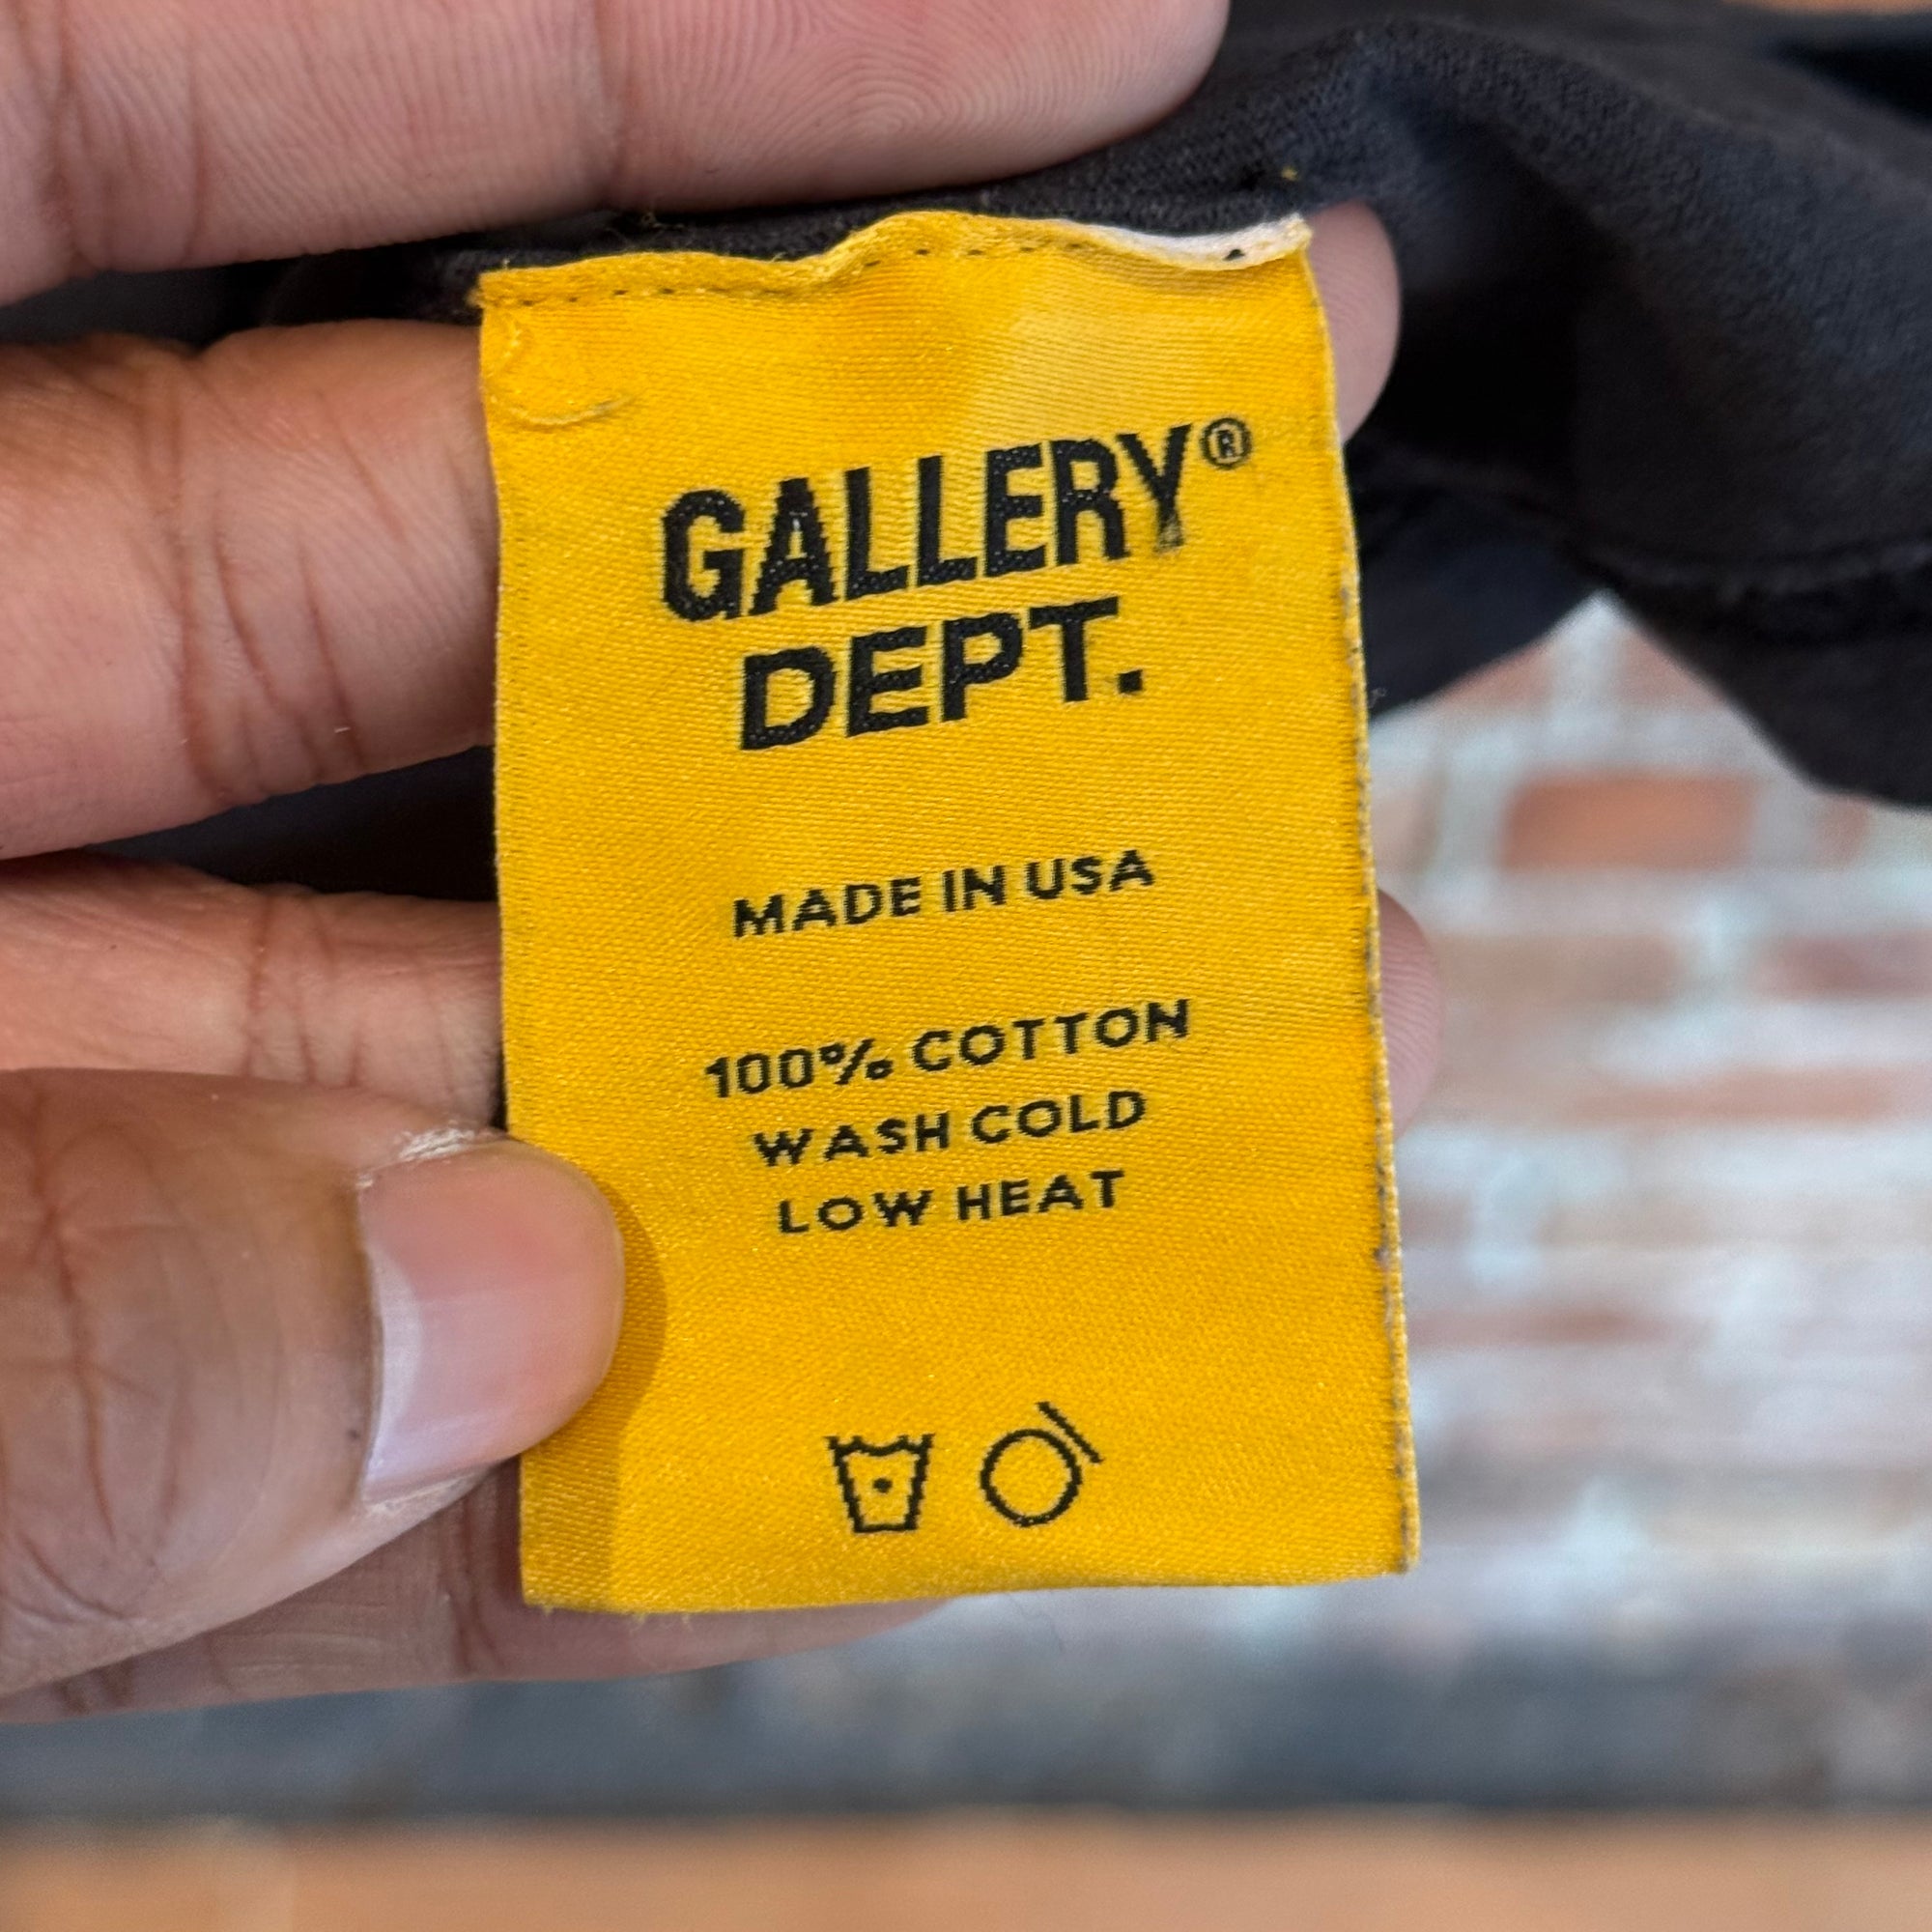 GALLERY®
DEPT.
MADE IN USA
100% COTTON
WASH COLD
LOW HEAT